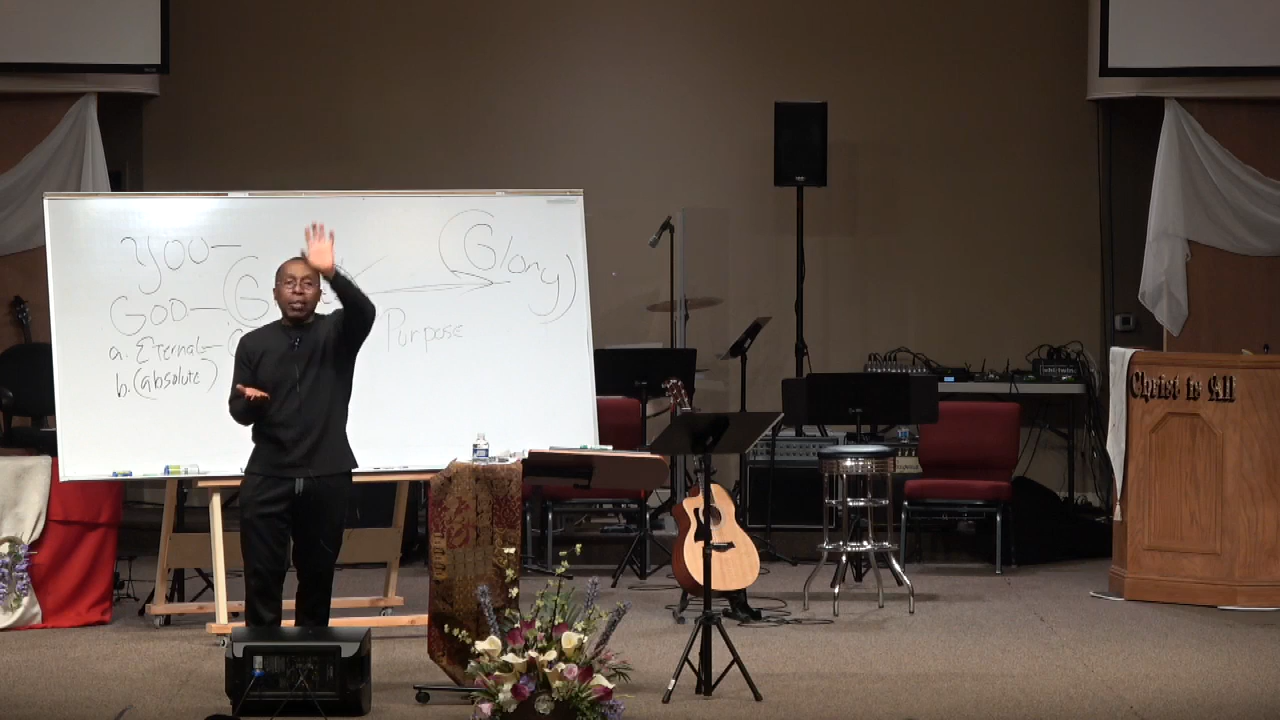 You—
Glory
God—
Purpose
a. Eternal—
b. (absolute)
Christ is All